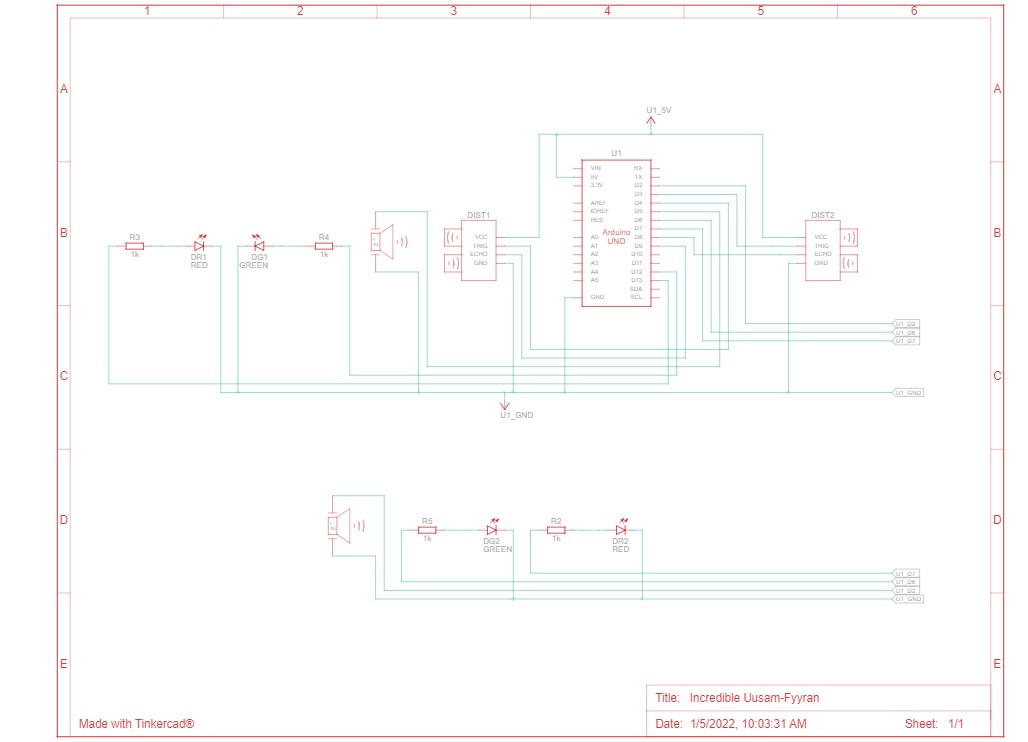 1 2 3 4 5 6
A A
U1_5V
U1
VIN RX
5V TX
3.3V D2
D3
AREF D4
IOREF D5
RES D6
D7
A0 D8
A1 D9
A2 D10
A3 D11
A4 D12
A5 D13
SDA
GND SCL
Arduino
UNO
DIST1
VCC
TRIG
ECHO
GND
DIST2
VCC
TRIG
ECHO
GND
B B
R3
1k
DR1
RED
DG1
GREEN
R4
1k
U1_D2
U1_D6
U1_D7
C C
U1_GND
U1_GND
D D
R5
1k
DG2
GREEN
R2
1k
DR2
RED
U1_D7
U1_D6
U1_D2
U1_GND
E E
Title: Incredible Uusam-Fyyran
Made with Tinkercad®
Date: 1/5/2022, 10:03:31 AM Sheet: 1/1